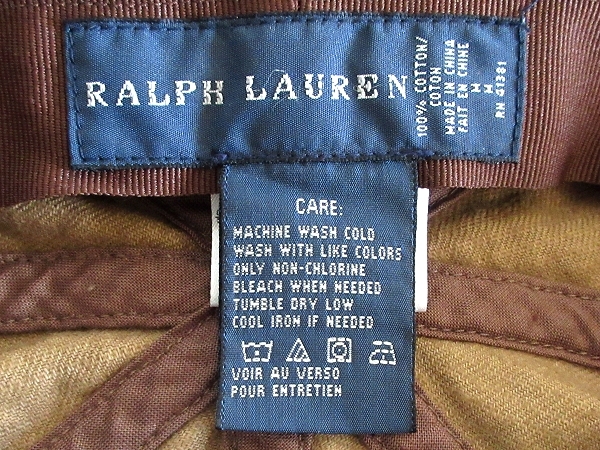 RALPH LAUREN
100% COTTON/
COTON
MADE IN CHINA
FAIT EN CHINE
M
M
RN 41381
CARE:
MACHINE WASH COLD
WASH WITH LIKE COLORS
ONLY NON-CHLORINE
BLEACH WHEN NEEDED
TUMBLE DRY LOW
COOL IRON IF NEEDED
VOIR AU VERSO
POUR ENTRETIEN